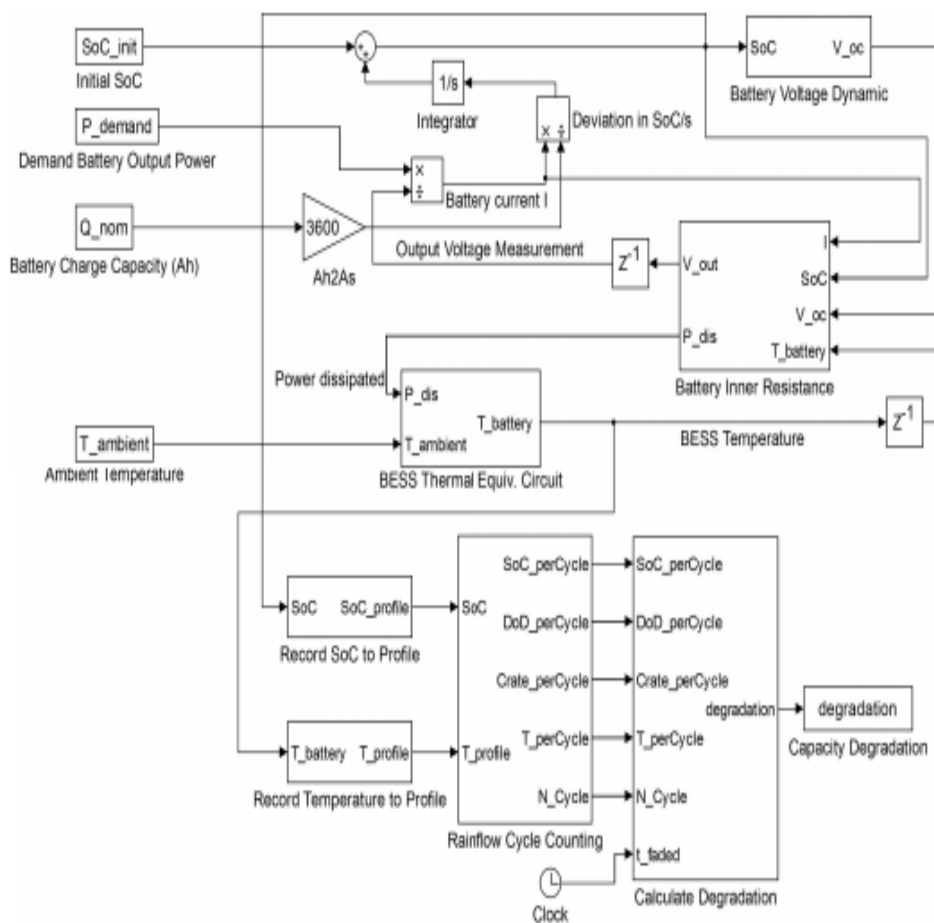 SoC_init
Initial SoC
P_demand
Demand Battery Output Power
Q_nom
Battery Charge Capacity (Ah)
3600
Ah2As
+
+
1/s
Integrator
× ÷
Deviation in SoC/s
×
÷
Battery current I
SoC V_oc
Battery Voltage Dynamic
Output Voltage Measurement
Z-1
V_out
P_dis
I
SoC
V_oc
T_battery
Battery Inner Resistance
Power dissipated
P_dis
T_ambient
T_battery
BESS Thermal Equiv. Circuit
T_ambient
Ambient Temperature
BESS Temperature
Z-1
SoC SoC_profile
Record SoC to Profile
T_battery T_profile
Record Temperature to Profile
SoC
T_profile
SoC_perCycle
DoD_perCycle
Crate_perCycle
T_perCycle
N_Cycle
Rainflow Cycle Counting
SoC_perCycle
DoD_perCycle
Crate_perCycle
T_perCycle
N_Cycle
t_faded
degradation
Calculate Degradation
degradation
Capacity Degradation
Clock